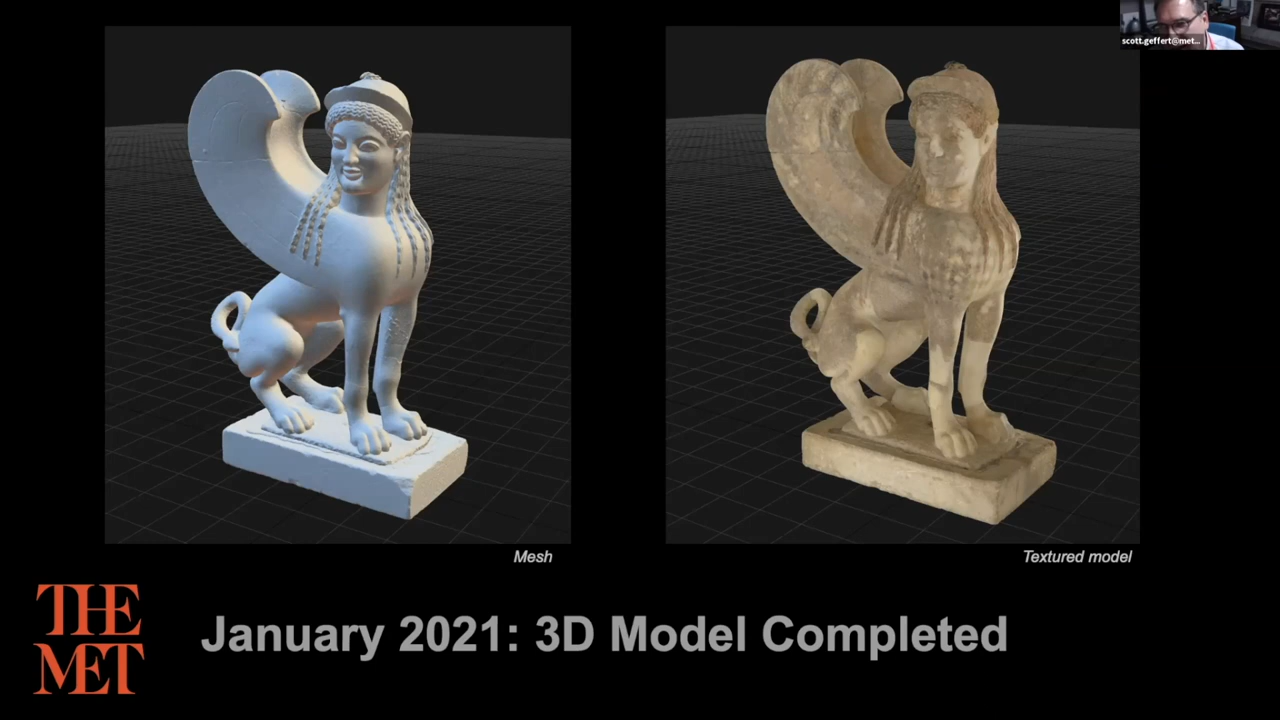 scott.geffert@met...
Mesh
Textured model
THE
MET
January 2021: 3D Model Completed